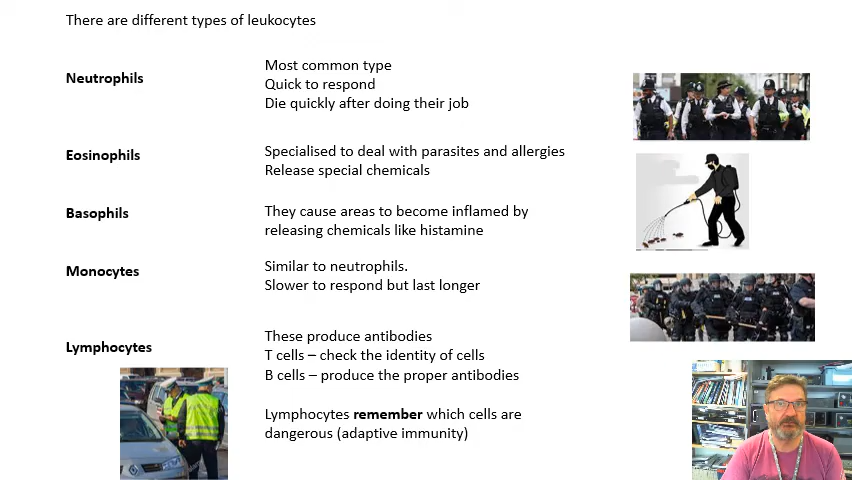 There are different types of leukocytes
Neutrophils
Most common type
Quick to respond
Die quickly after doing their job
Eosinophils
Specialised to deal with parasites and allergies
Release special chemicals
Basophils
They cause areas to become inflamed by
releasing chemicals like histamine
Monocytes
Similar to neutrophils.
Slower to respond but last longer
Lymphocytes
These produce antibodies
T cells – check the identity of cells
B cells – produce the proper antibodies
Lymphocytes remember which cells are
dangerous (adaptive immunity)